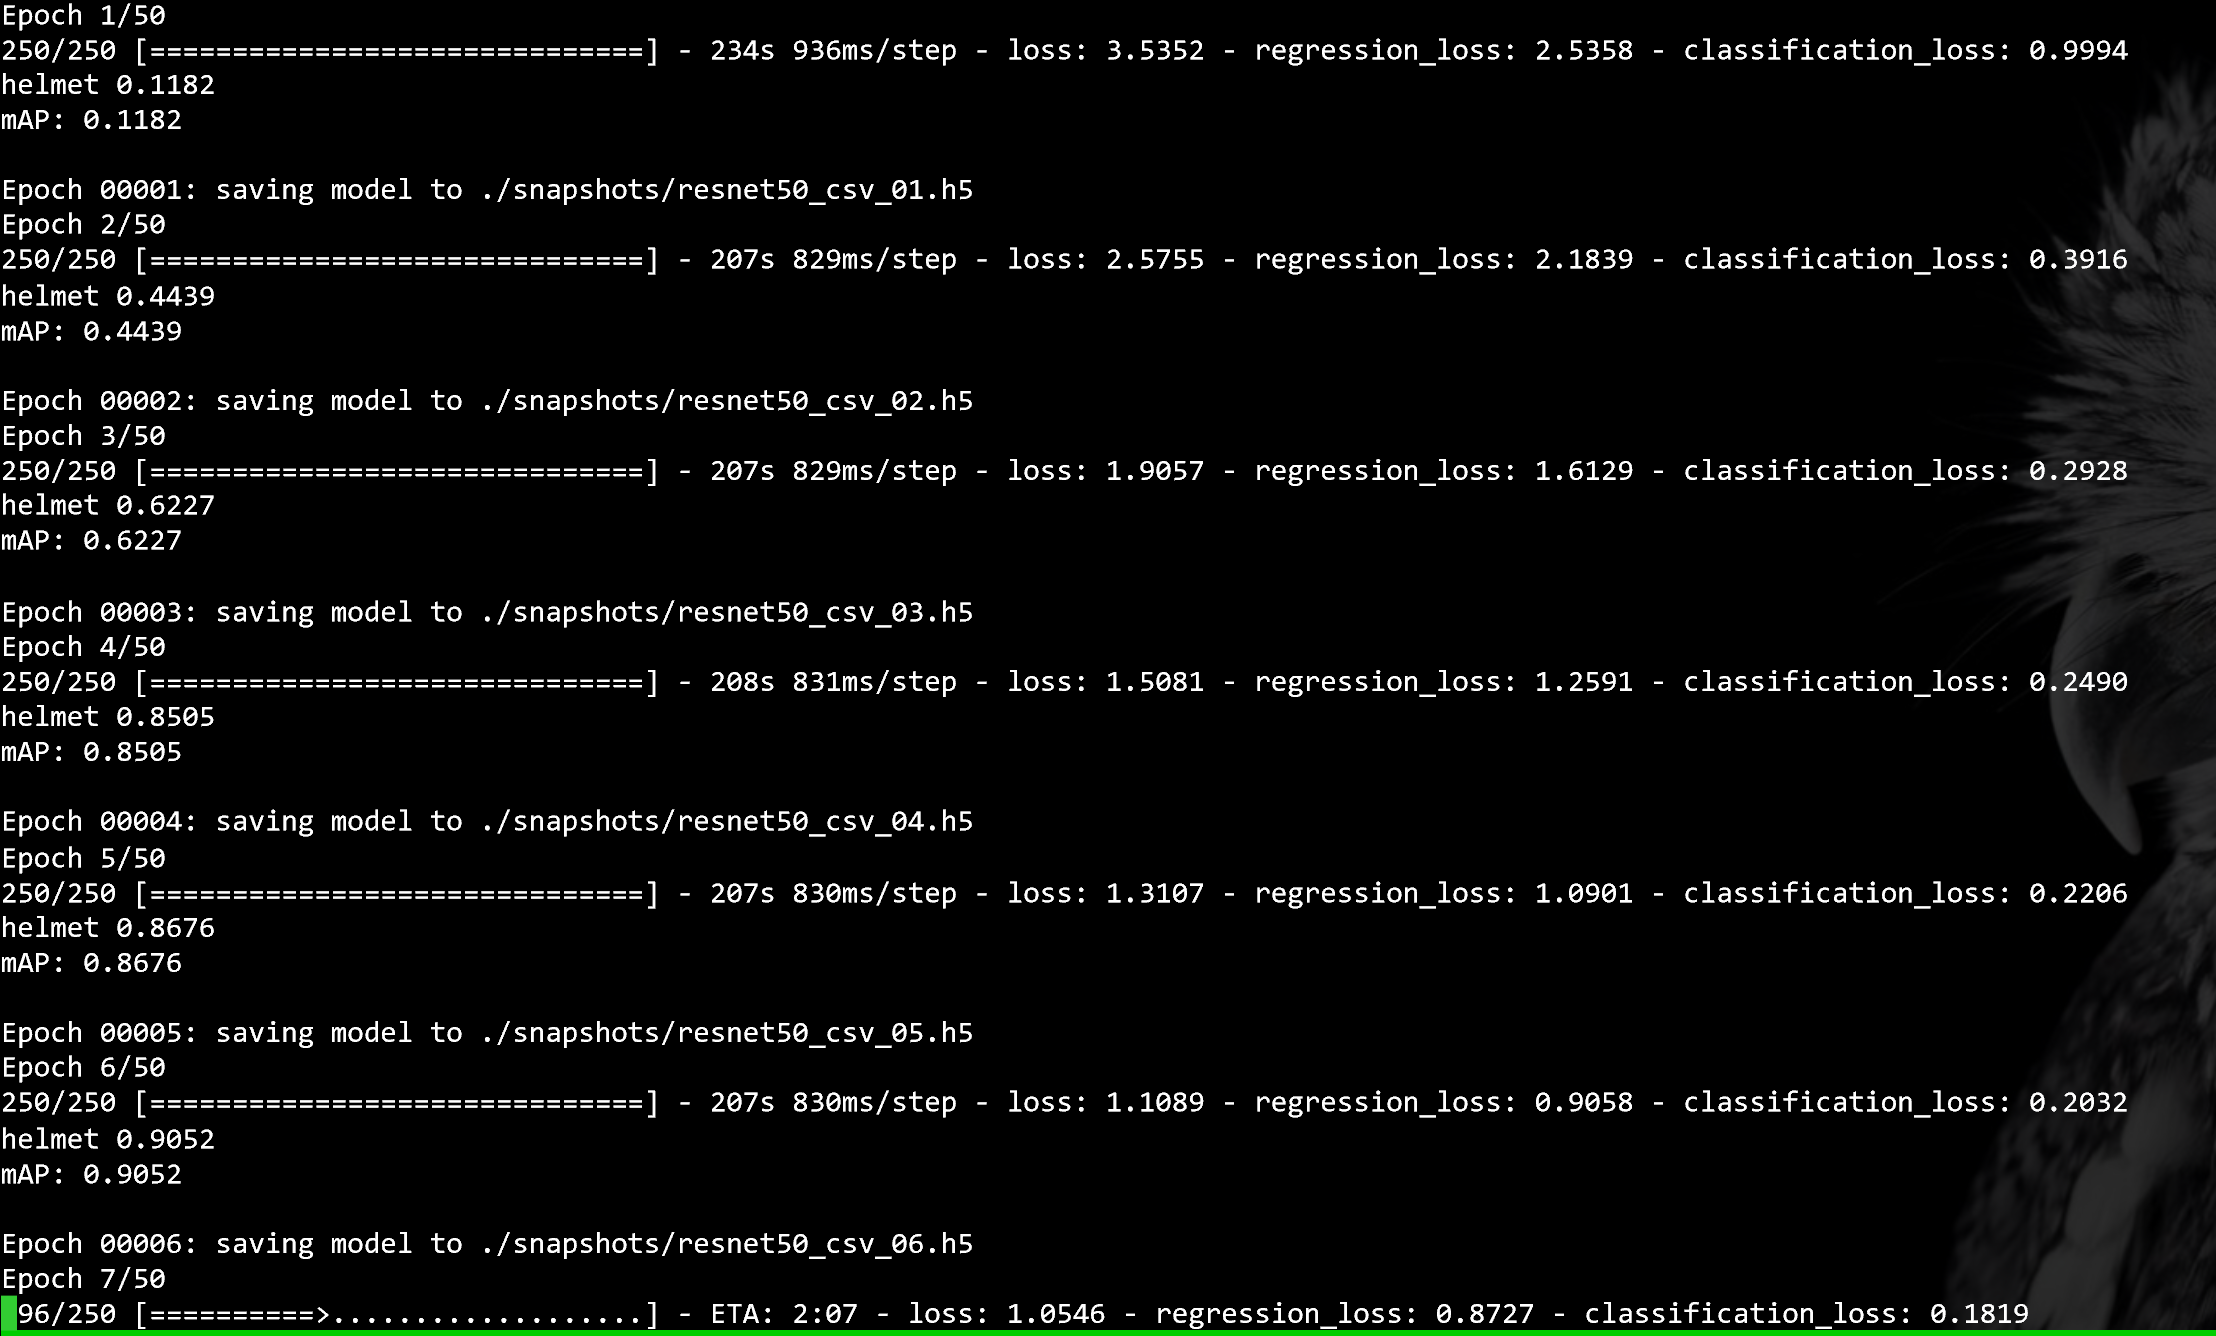 Epoch 1/50
250/250 [==============================] - 234s 936ms/step - loss: 3.5352 - regression_loss: 2.5358 - classification_loss: 0.9994
helmet 0.1182
mAP: 0.1182
Epoch 00001: saving model to ./snapshots/resnet50_csv_01.h5
Epoch 2/50
250/250 [==============================] - 207s 829ms/step - loss: 2.5755 - regression_loss: 2.1839 - classification_loss: 0.3916
helmet 0.4439
mAP: 0.4439
Epoch 00002: saving model to ./snapshots/resnet50_csv_02.h5
Epoch 3/50
250/250 [==============================] - 207s 829ms/step - loss: 1.9057 - regression_loss: 1.6129 - classification_loss: 0.2928
helmet 0.6227
mAP: 0.6227
Epoch 00003: saving model to ./snapshots/resnet50_csv_03.h5
Epoch 4/50
250/250 [==============================] - 208s 831ms/step - loss: 1.5081 - regression_loss: 1.2591 - classification_loss: 0.2490
helmet 0.8505
mAP: 0.8505
Epoch 00004: saving model to ./snapshots/resnet50_csv_04.h5
Epoch 5/50
250/250 [==============================] - 207s 830ms/step - loss: 1.3107 - regression_loss: 1.0901 - classification_loss: 0.2206
helmet 0.8676
mAP: 0.8676
Epoch 00005: saving model to ./snapshots/resnet50_csv_05.h5
Epoch 6/50
250/250 [==============================] - 207s 830ms/step - loss: 1.1089 - regression_loss: 0.9058 - classification_loss: 0.2032
helmet 0.9052
mAP: 0.9052
Epoch 00006: saving model to ./snapshots/resnet50_csv_06.h5
Epoch 7/50
96/250 [==========>...................] - ETA: 2:07 - loss: 1.0546 - regression_loss: 0.8727 - classification_loss: 0.1819